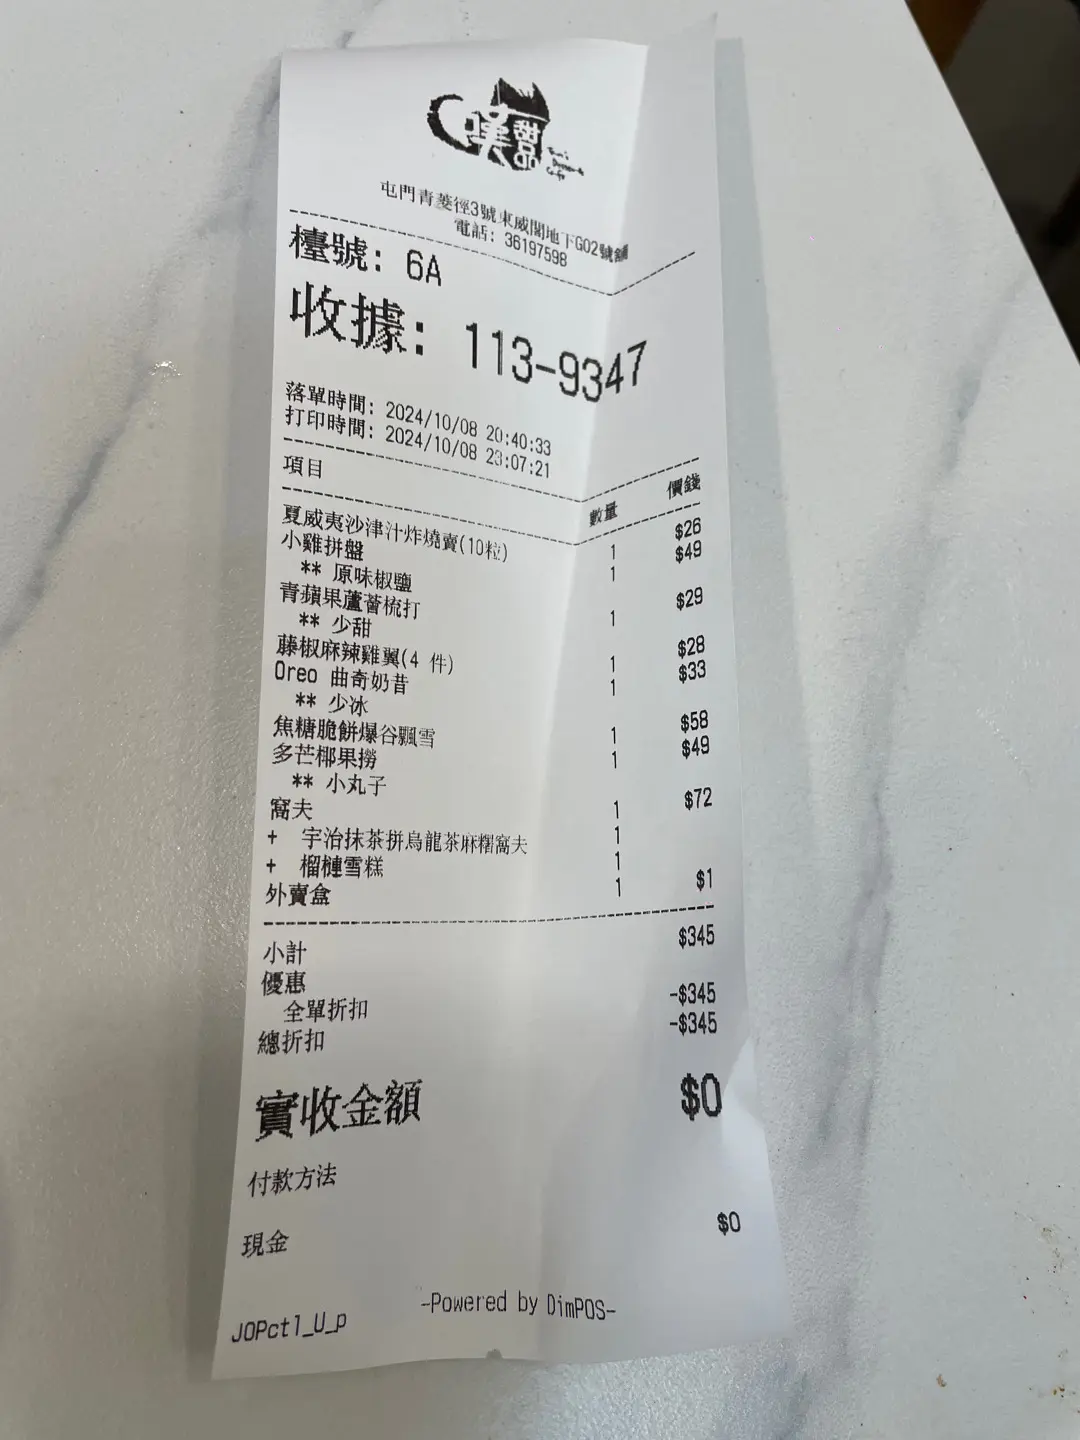 嘆品
屯門青菱徑3號東威閣地下G02號舖
電話: 36197598
檯號: 6A
收據: 113-9347
落單時間: 2024/10/08 20:40:33
打印時間: 2024/10/08 23:07:21
項目 數量 價錢
夏威夷沙津汁炸燒賣(10粒) 1 $26
小雞拼盤 1 $49
** 原味椒鹽
青蘋果蘆薈梳打 1 $29
** 少甜
藤椒麻辣雞翼(4 件) 1 $28
Oreo 曲奇奶昔 1 $33
** 少冰
焦糖脆餅爆谷飄雪 1 $58
多芒椰果撈 1 $49
** 小丸子
窩夫 1 $72
+ 宇治抹茶拼烏龍茶麻糬窩夫 1
+ 榴槤雪糕 1
外賣盒 1 $1
小計 $345
優惠
全單折扣 -$345
總折扣 -$345
實收金額 $0
付款方法
現金 $0
-Powered by DimPOS-
JOPctl_U_p